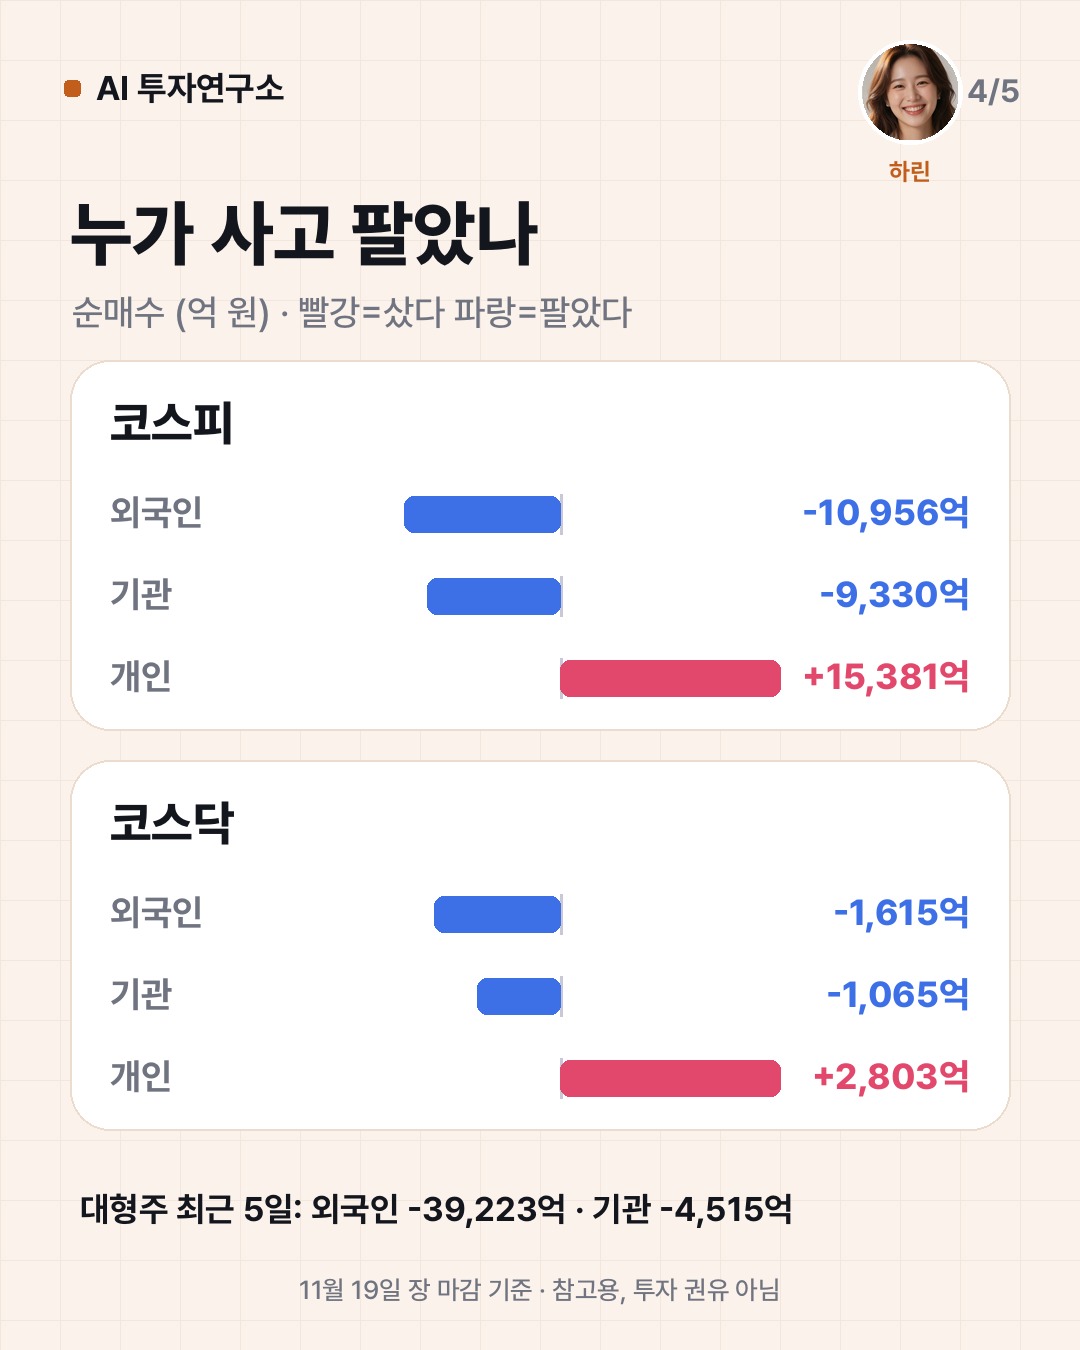 AI 투자연구소
4/5
하린
누가 사고 팔았나
순매수 (억 원) · 빨강=샀다 파랑=팔았다
코스피
외국인 -10,956억
기관 -9,330억
개인 +15,381억
코스닥
외국인 -1,615억
기관 -1,065억
개인 +2,803억
대형주 최근 5일: 외국인 -39,223억 · 기관 -4,515억
11월 19일 장 마감 기준 · 참고용, 투자 권유 아님